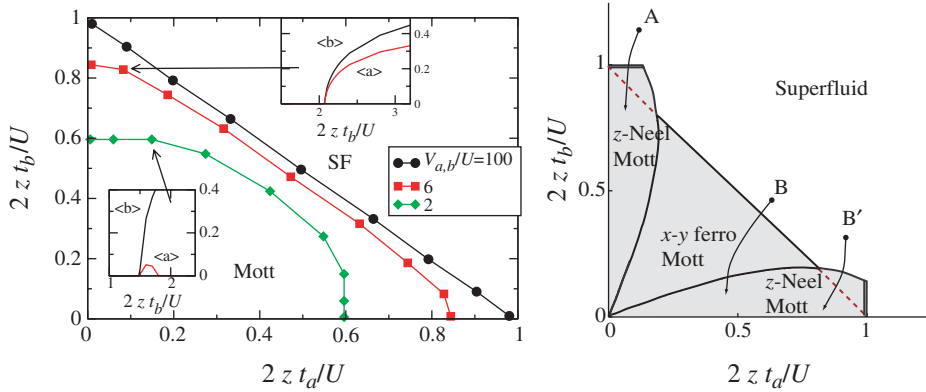 1
0.8
0.6
0.4
0.2
0
0
0.2
0.4
0.6
0.8
1
2 z t_b/U
2 z t_a/U
<b>
<a>
0.4
0.2
0
2
3
2 z t_b/U
SF
V_{a,b}/U=100
6
2
<b>
<a>
0.4
0
1
2
2 z t_b/U
Mott
A
1
0.5
0
0
0.5
1
2 z t_b/U
2 z t_a/U
Superfluid
z-Neel
Mott
B
B′
x-y ferro
Mott
z-Neel
Mott